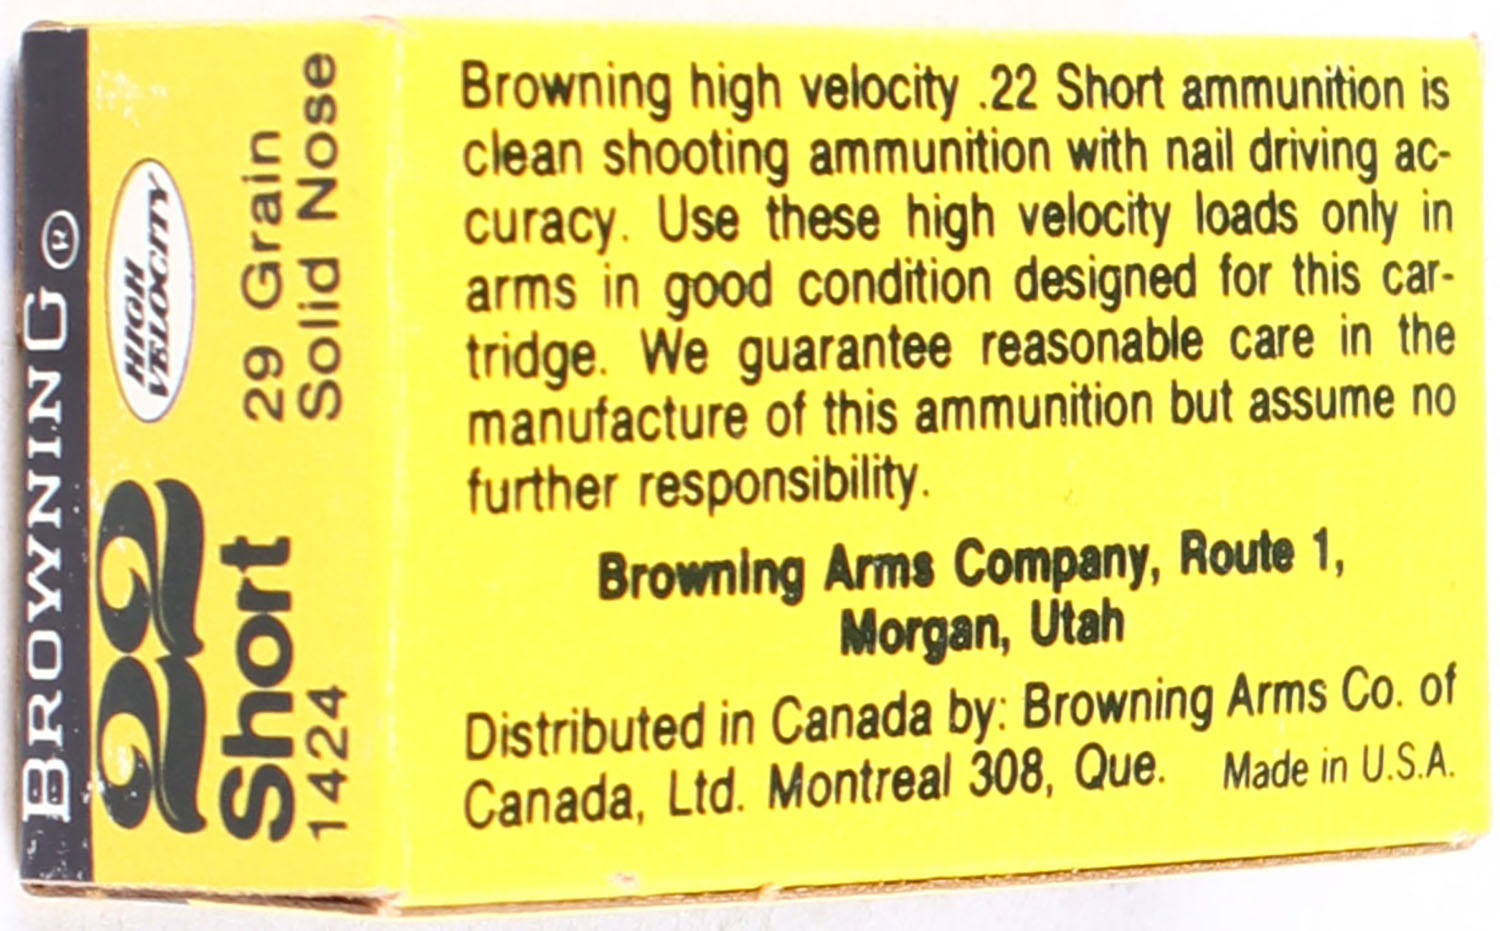 BROWNING®
22
Short
1424
HIGH
VELOCITY
29 Grain
Solid Nose
Browning high velocity .22 Short ammunition is
clean shooting ammunition with nail driving ac-
curacy. Use these high velocity loads only in
arms in good condition designed for this car-
tridge. We guarantee reasonable care in the
manufacture of this ammunition but assume no
further responsibility.
Browning Arms Company, Route 1,
Morgan, Utah
Distributed in Canada by: Browning Arms Co. of
Canada, Ltd. Montreal 308, Que. Made in U.S.A.